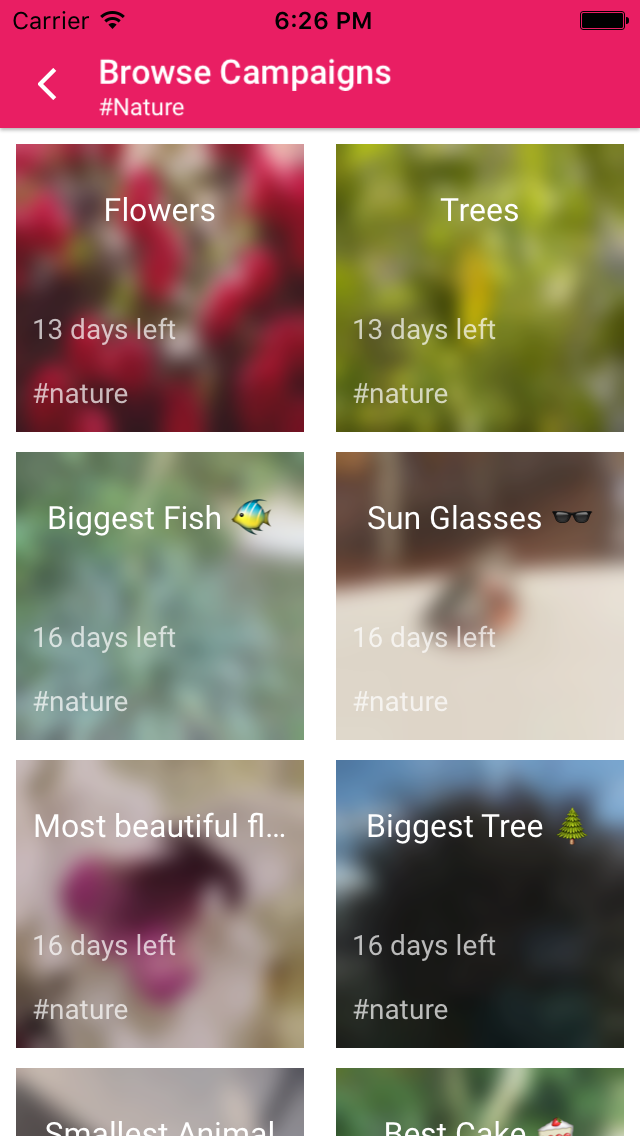 Carrier 6:26 PM
Browse Campaigns
#Nature
Flowers
13 days left
#nature
Trees
13 days left
#nature
Biggest Fish 🐠
16 days left
#nature
Sun Glasses 🕶
16 days left
#nature
Most beautiful fl...
16 days left
#nature
Biggest Tree 🌲
16 days left
#nature
Smallest Animal
Best Cake 🍰